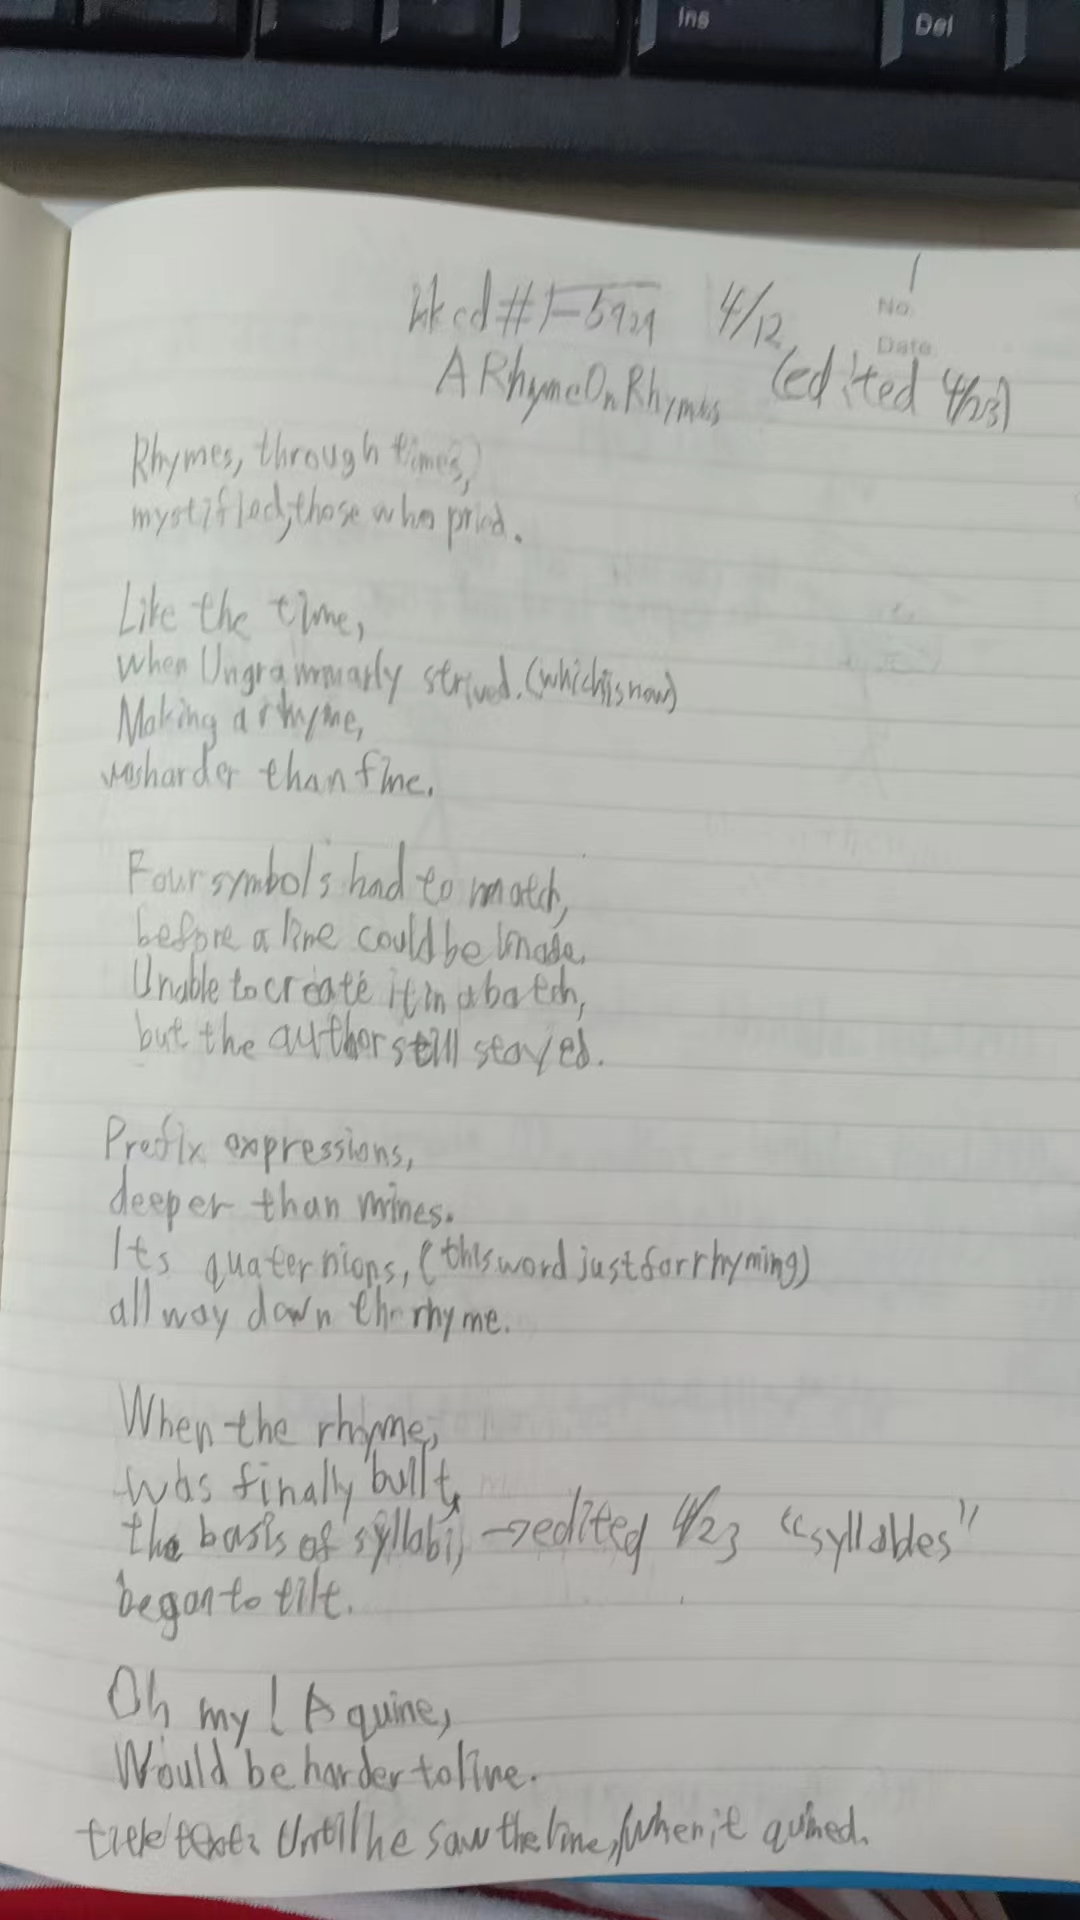 Ins Del
1
No.
Date
#1-5929 4/12
A Rhyme On Rhymes (edited 4/23)
Rhymes, through times,
mystified, those who pried.
Like the time,
when Ungrammarly strived. (which is now)
Making a rhyme,
was harder than fine.
Four symbols had to match,
before a line could be made.
Unable to create it in a batch,
but the author still stayed.
Prefix expressions,
deeper than mines.
Its quaternions, (this word just for rhyming)
all way down the rhyme.
When the rhyme,
was finally built,
the basis of syllabi, →edited 4/23 "syllables"
began to tilt.
Oh my! A quine,
Would be harder to line.
title text: Until he saw the line, when it quined.